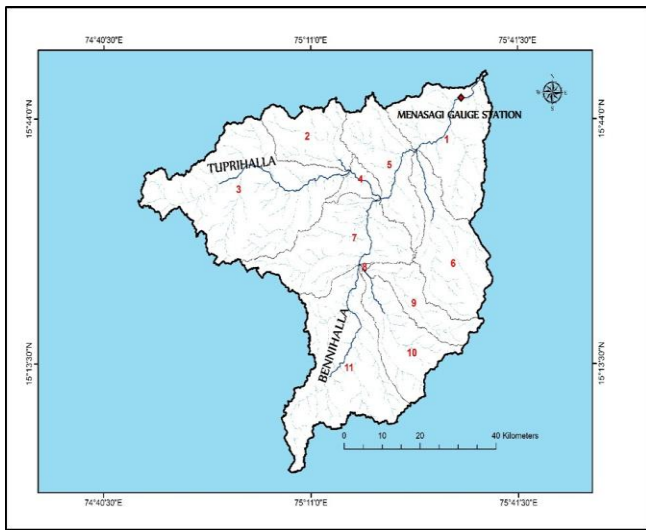 74°40'30"E 75°11'0"E 75°41'30"E
15°44'0"N 15°44'0"N
N
W E
S
MENASAGI GAUGE STATION
1
2
5
TUPRIHALLA
4
3
7
6
8
9
BENNIHALLA
10
11
15°13'30"N 15°13'30"N
0 10 20 40 Kilometers
74°40'30"E 75°11'0"E 75°41'30"E